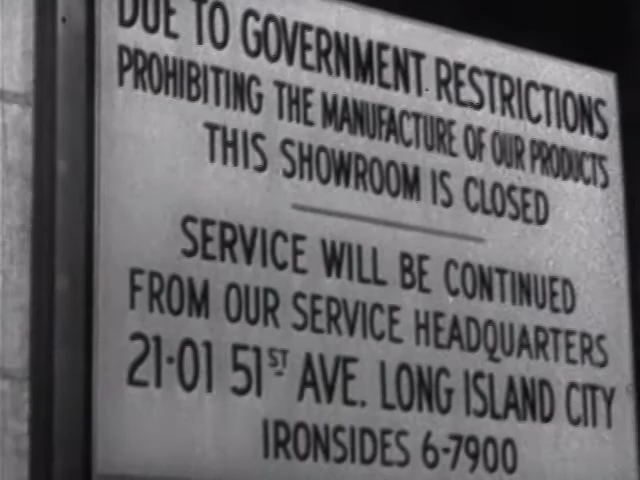 DUE TO GOVERNMENT RESTRICTIONS
PROHIBITING THE MANUFACTURE OF OUR PRODUCTS
THIS SHOWROOM IS CLOSED
SERVICE WILL BE CONTINUED
FROM OUR SERVICE HEADQUARTERS
21-01 51ST AVE. LONG ISLAND CITY
IRONSIDES 6-7900